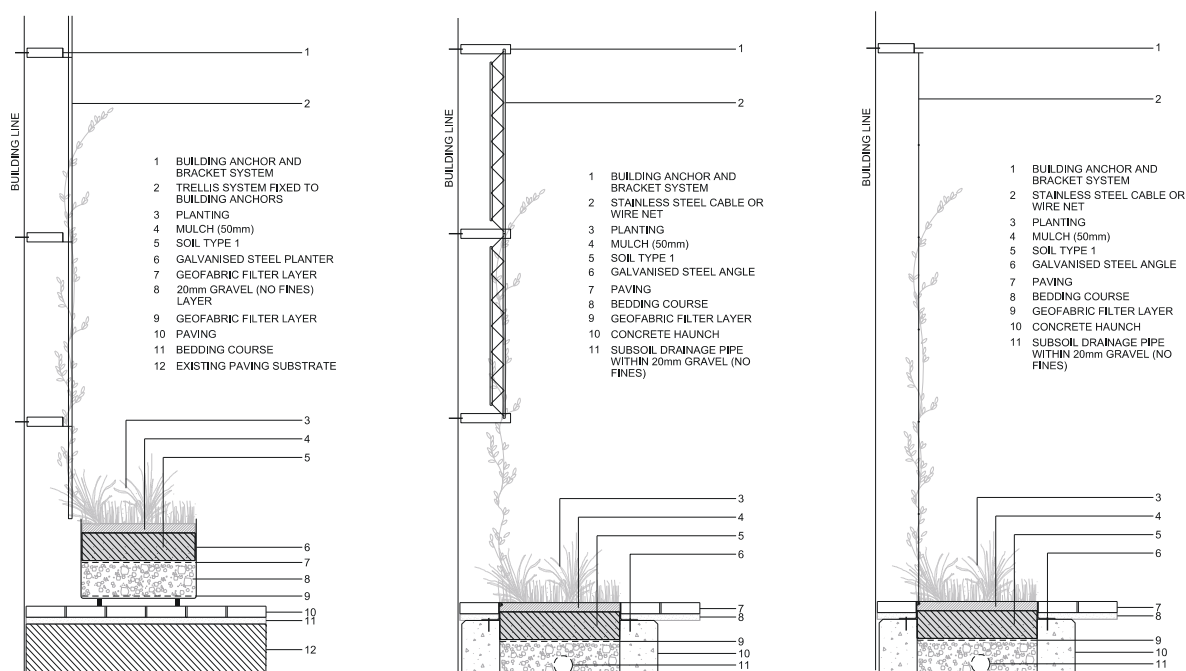 BUILDING LINE
1
2
1 BUILDING ANCHOR AND
BRACKET SYSTEM
2 TRELLIS SYSTEM FIXED TO
BUILDING ANCHORS
3 PLANTING
4 MULCH (50mm)
5 SOIL TYPE 1
6 GALVANISED STEEL PLANTER
7 GEOFABRIC FILTER LAYER
8 20mm GRAVEL (NO FINES)
LAYER
9 GEOFABRIC FILTER LAYER
10 PAVING
11 BEDDING COURSE
12 EXISTING PAVING SUBSTRATE
3
4
5
6
7
8
9
10
11
12
BUILDING LINE
1
2
1 BUILDING ANCHOR AND
BRACKET SYSTEM
2 STAINLESS STEEL CABLE OR
WIRE NET
3 PLANTING
4 MULCH (50mm)
5 SOIL TYPE 1
6 GALVANISED STEEL ANGLE
7 PAVING
8 BEDDING COURSE
9 GEOFABRIC FILTER LAYER
10 CONCRETE HAUNCH
11 SUBSOIL DRAINAGE PIPE
WITHIN 20mm GRAVEL (NO
FINES)
3
4
5
6
7
8
9
10
11
BUILDING LINE
1
2
1 BUILDING ANCHOR AND
BRACKET SYSTEM
2 STAINLESS STEEL CABLE OR
WIRE NET
3 PLANTING
4 MULCH (50mm)
5 SOIL TYPE 1
6 GALVANISED STEEL ANGLE
7 PAVING
8 BEDDING COURSE
9 GEOFABRIC FILTER LAYER
10 CONCRETE HAUNCH
11 SUBSOIL DRAINAGE PIPE
WITHIN 20mm GRAVEL (NO
FINES)
3
4
5
6
7
8
9
10
11